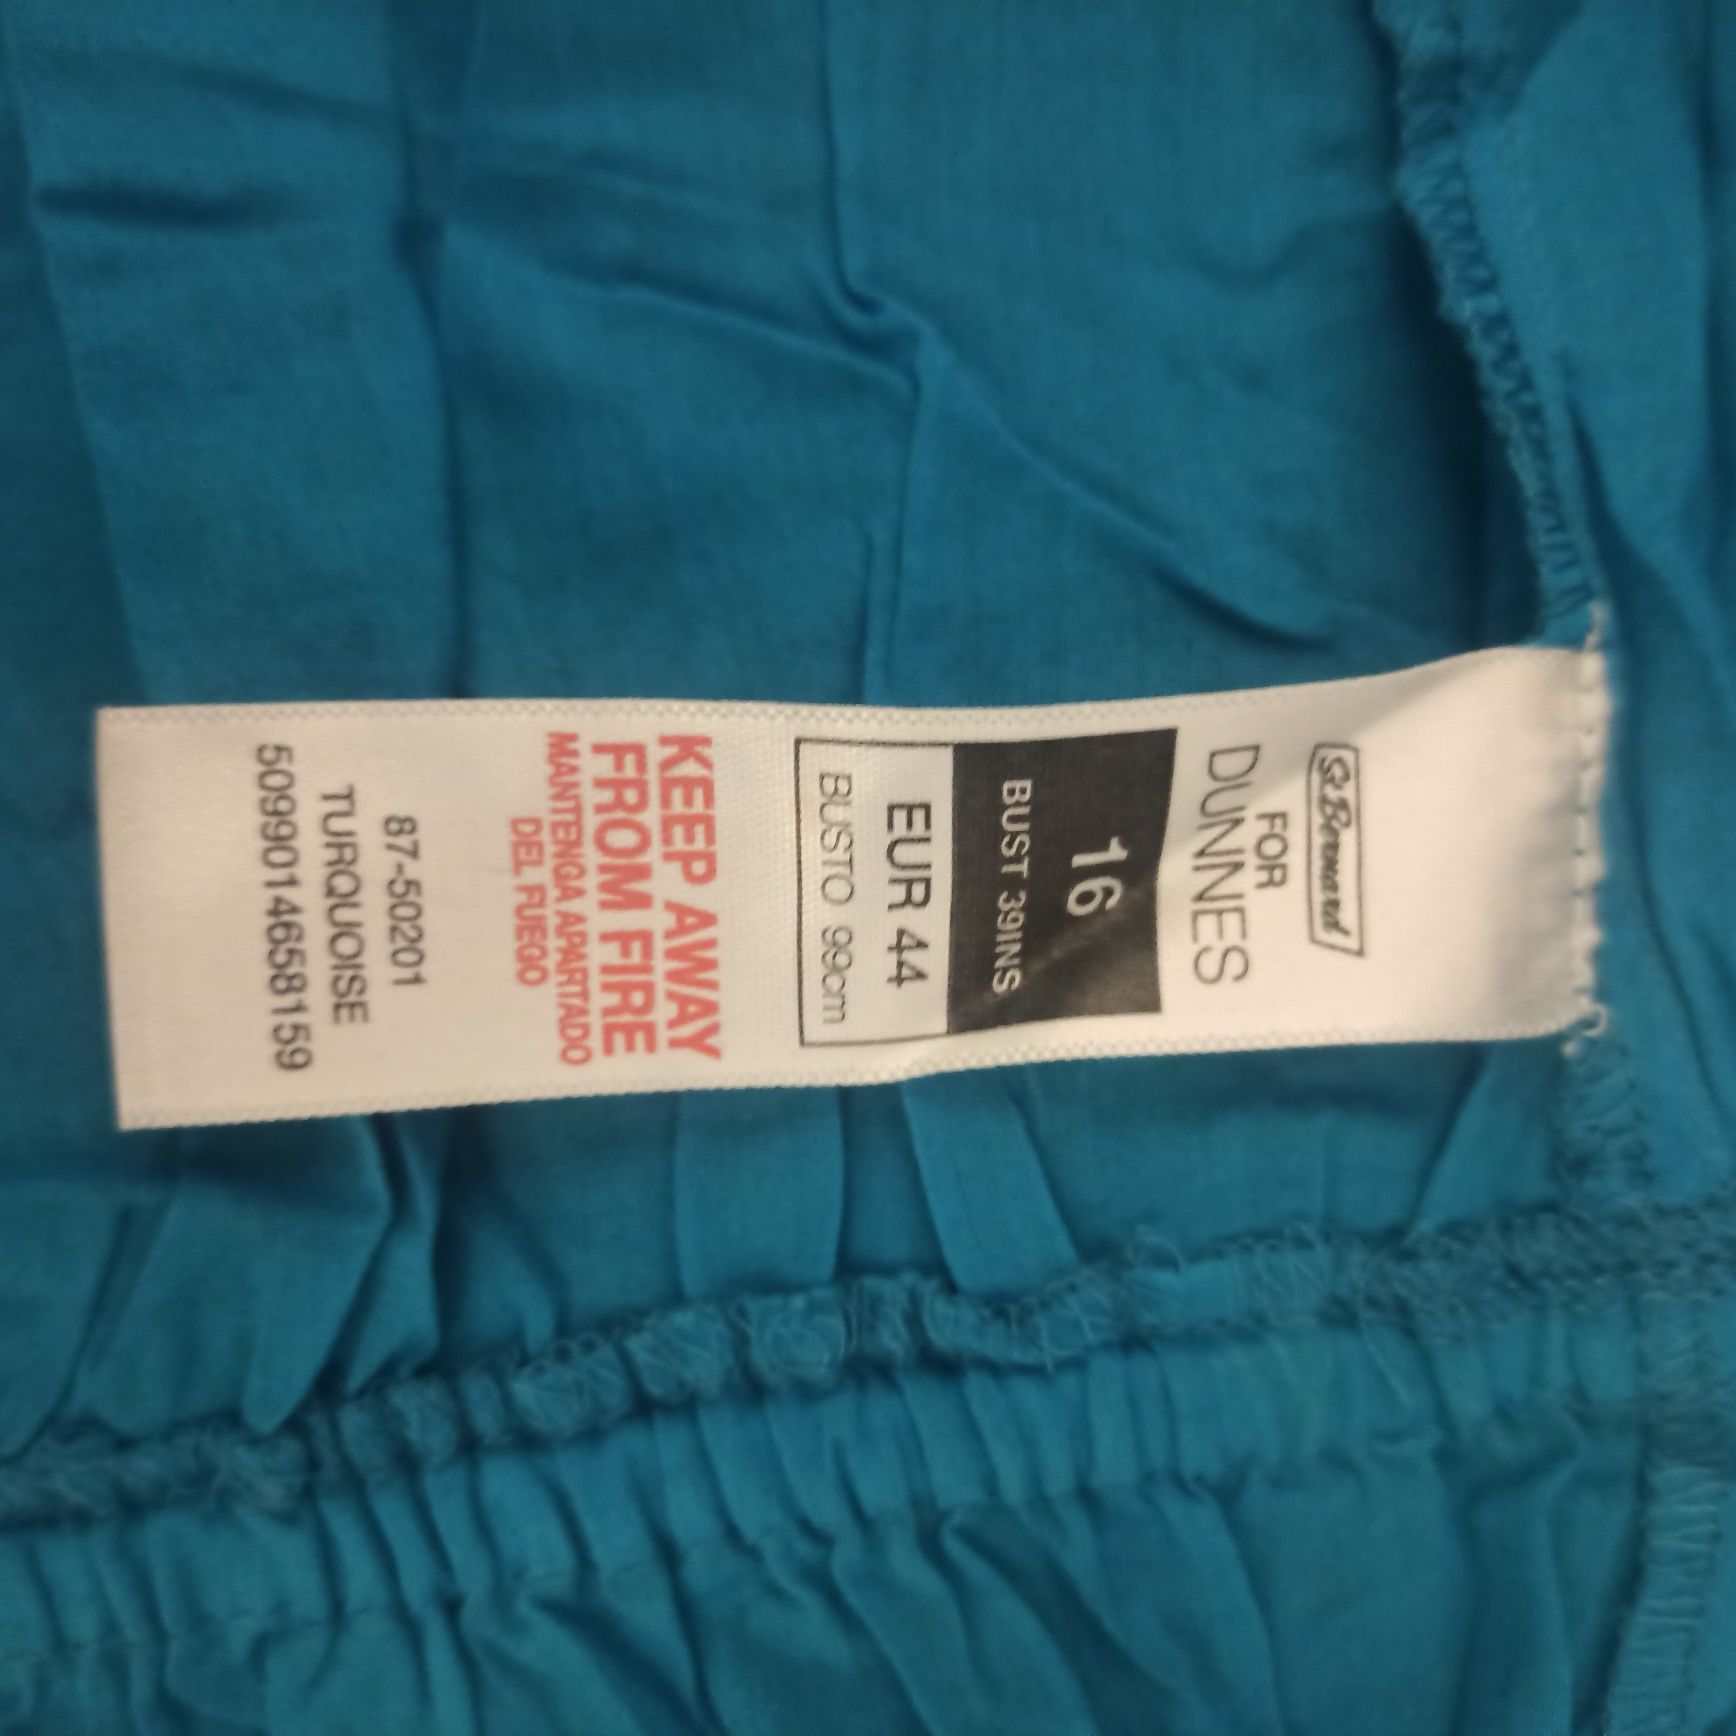 St.Bernard
FOR
DUNNES
16
BUST 39INS
EUR 44
BUSTO 99cm
KEEP AWAY
FROM FIRE
MANTENGA APARTADO
DEL FUEGO
87-50201
TURQUOISE
5099014658159